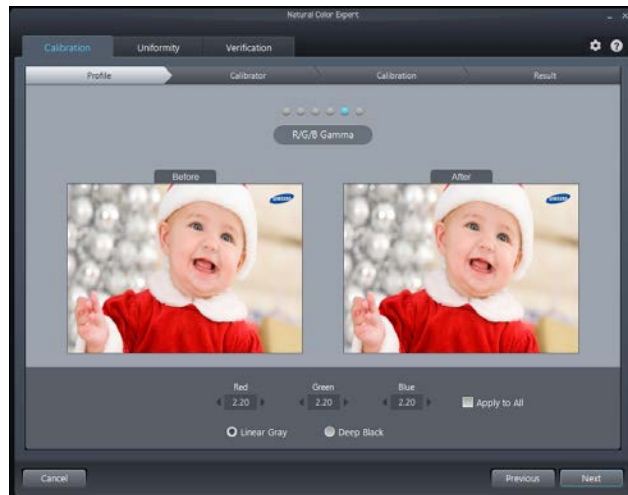 Natural Color Expert
Calibration Uniformity Verification
Profile Calibrator Calibration Result
R/G/B Gamma
Before After
SAMSUNG SAMSUNG
Red Green Blue
2.20 2.20 2.20 Apply to All
Linear Gray Deep Black
Cancel Previous Next